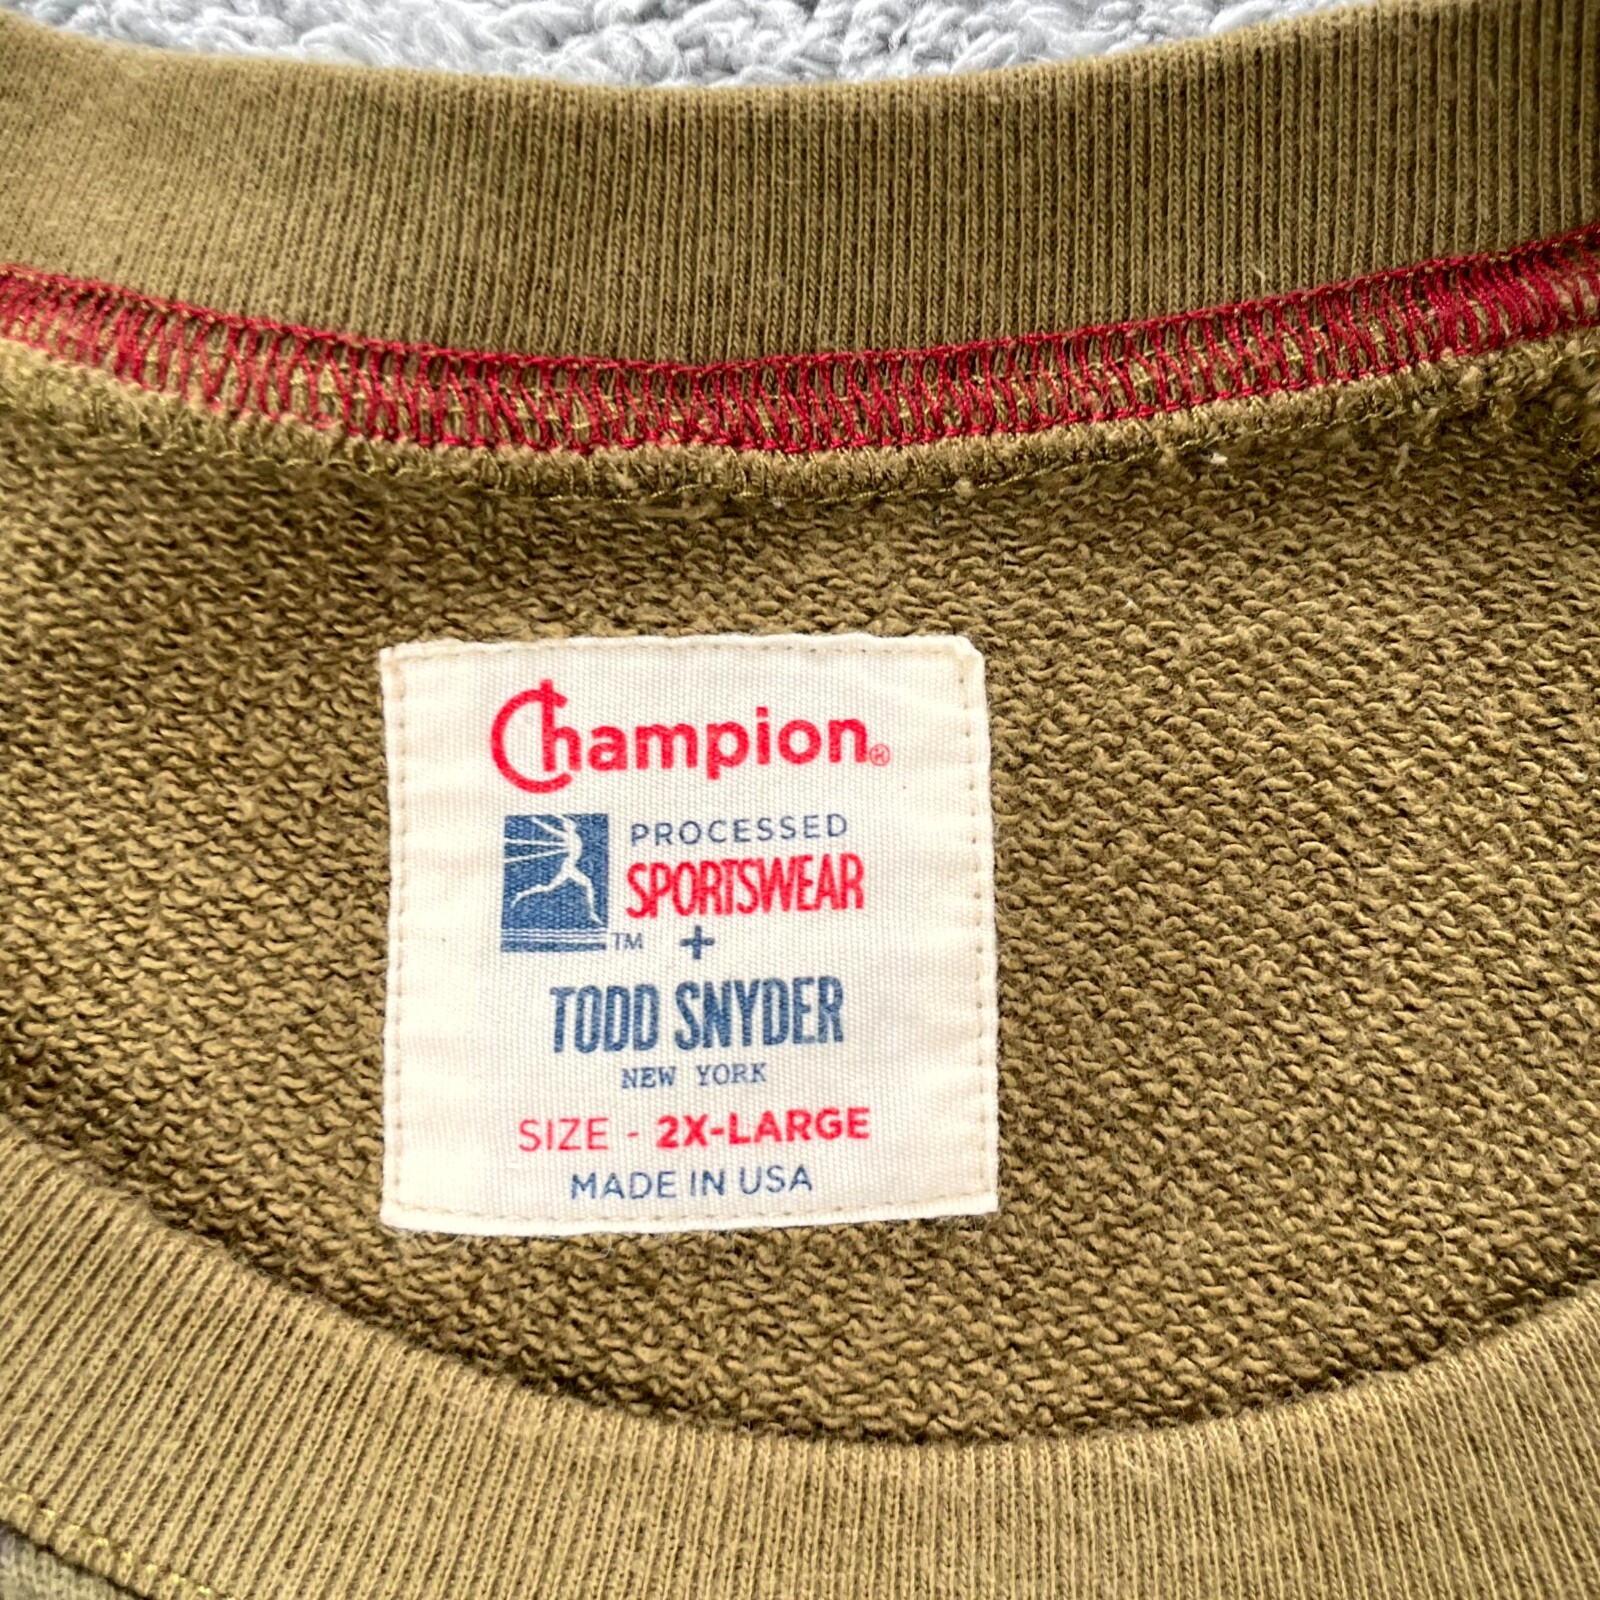 Champion®
PROCESSED
SPORTSWEAR
TM +
TODD SNYDER
NEW YORK
SIZE - 2X-LARGE
MADE IN USA